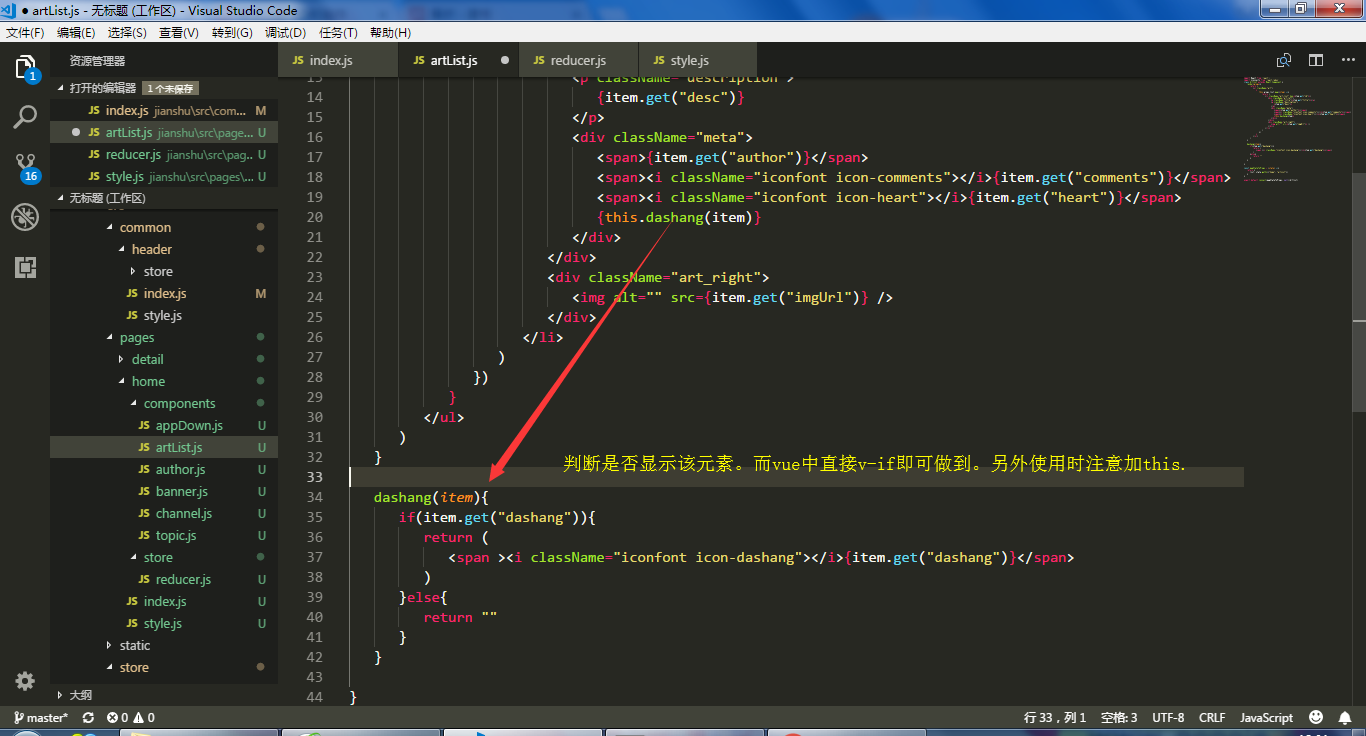 ● artList.js - 无标题 (工作区) - Visual Studio Code
文件(F) 编辑(E) 选择(S) 查看(V) 转到(G) 调试(D) 任务(T) 帮助(H)
资源管理器
JS index.js JS artList.js ● JS reducer.js JS style.js
打开的编辑器 1 个未保存
JS index.js jianshu\src\com... M
● JS artList.js jianshu\src\page... U
JS reducer.js jianshu\src\pag... U
JS style.js jianshu\src\pages\... U
无标题 (工作区)
common
header
store
JS index.js M
JS style.js
pages
detail
home
components
JS appDown.js U
JS artList.js U
JS author.js U
JS banner.js U
JS channel.js U
JS topic.js U
store
JS reducer.js U
JS index.js U
JS style.js U
static
store
大纲
1
16
13 <p className="description">
14 {item.get("desc")}
15 </p>
16 <div className="meta">
17 <span>{item.get("author")}</span>
18 <span><i className="iconfont icon-comments"></i>{item.get("comments")}</span>
19 <span><i className="iconfont icon-heart"></i>{item.get("heart")}</span>
20 {this.dashang(item)}
21 </div>
22 </div>
23 <div className="art_right">
24 <img alt="" src={item.get("imgUrl")} />
25 </div>
26 </li>
27 )
28 })
29 }
30 </ul>
31 )
32 }
判断是否显示该元素。而vue中直接v-if即可做到。另外使用时注意加this.
33
34 dashang(item){
35 if(item.get("dashang")){
36 return (
37 <span ><i className="iconfont icon-dashang"></i>{item.get("dashang")}</span>
38 )
39 }else{
40 return ""
41 }
42 }
43
44 }
master* 0 0 行 33，列 1 空格: 3 UTF-8 CRLF JavaScript